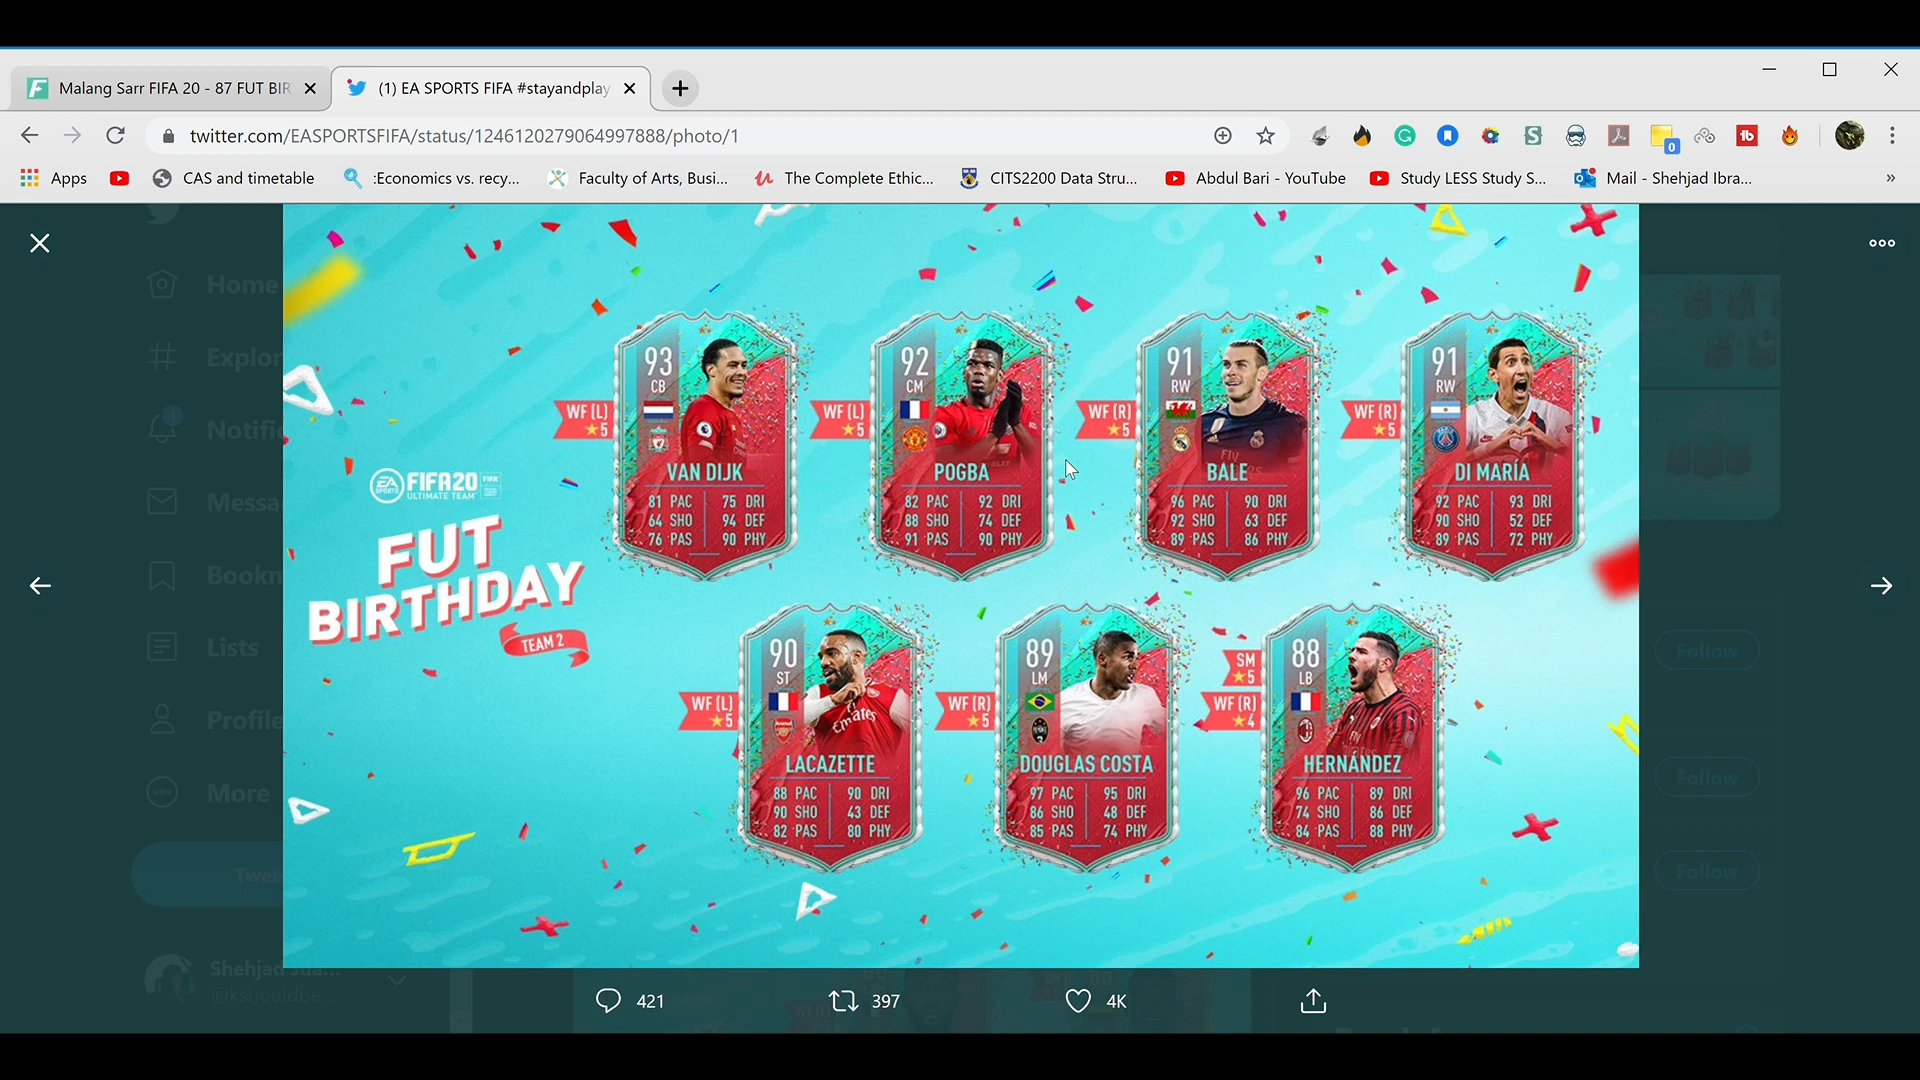 Malang Sarr FIFA 20 - 87 FUT BIR
(1) EA SPORTS FIFA #stayandplay
twitter.com/EASPORTSFIFA/status/1246120279064997888/photo/1
0
Apps
CAS and timetable
:Economics vs. recy...
Faculty of Arts, Busi...
The Complete Ethic...
CITS2200 Data Stru...
Abdul Bari - YouTube
Study LESS Study S...
Mail - Shehjad Ibra...
»
Home
Explor
Notific
Messa
Bookm
Lists
Profile
More
Twee
Follow
Follow
Follow
@kshouldbe...
EA SPORTS FIFA20
ULTIMATE TEAM
FUT
BIRTHDAY
TEAM 2
93
CB
WF (L)
★5
VAN DIJK
81 PAC 75 DRI
64 SHO 94 DEF
76 PAS 90 PHY
92
CM
WF (L)
★5
POGBA
82 PAC 92 DRI
88 SHO 74 DEF
91 PAS 90 PHY
91
RW
WF (R)
★5
Fly
BALE
96 PAC 90 DRI
92 SHO 63 DEF
89 PAS 86 PHY
91
RW
WF (R)
★5
DI MARÍA
92 PAC 93 DRI
90 SHO 52 DEF
89 PAS 72 PHY
90
ST
WF (L)
★5
Emirates
LACAZETTE
88 PAC 90 DRI
90 SHO 43 DEF
82 PAS 80 PHY
89
LM
WF (R)
★5
DOUGLAS COSTA
97 PAC 95 DRI
86 SHO 48 DEF
85 PAS 74 PHY
88
LB
SM
★5
WF (R)
★4
HERNÁNDEZ
96 PAC 89 DRI
74 SHO 86 DEF
84 PAS 88 PHY
421
397
4K